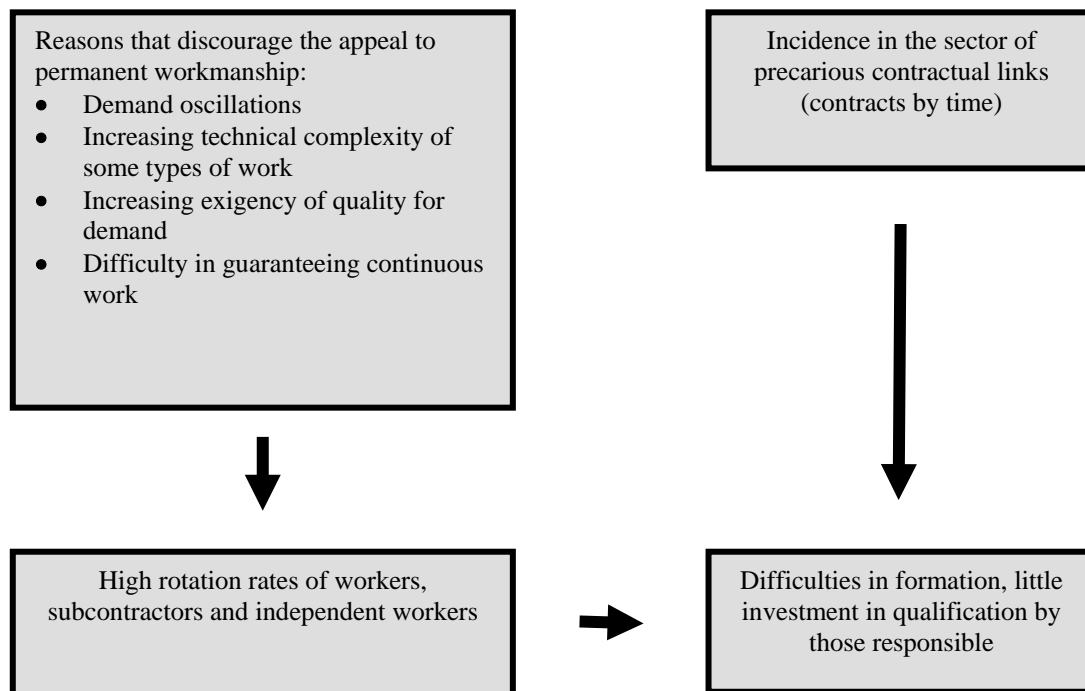 Reasons that discourage the appeal to
permanent workmanship:
• Demand oscillations
• Increasing technical complexity of
some types of work
• Increasing exigency of quality for
demand
• Difficulty in guaranteeing continuous
work
Incidence in the sector of
precarious contractual links
(contracts by time)
High rotation rates of workers,
subcontractors and independent workers
Difficulties in formation, little
investment in qualification by
those responsible